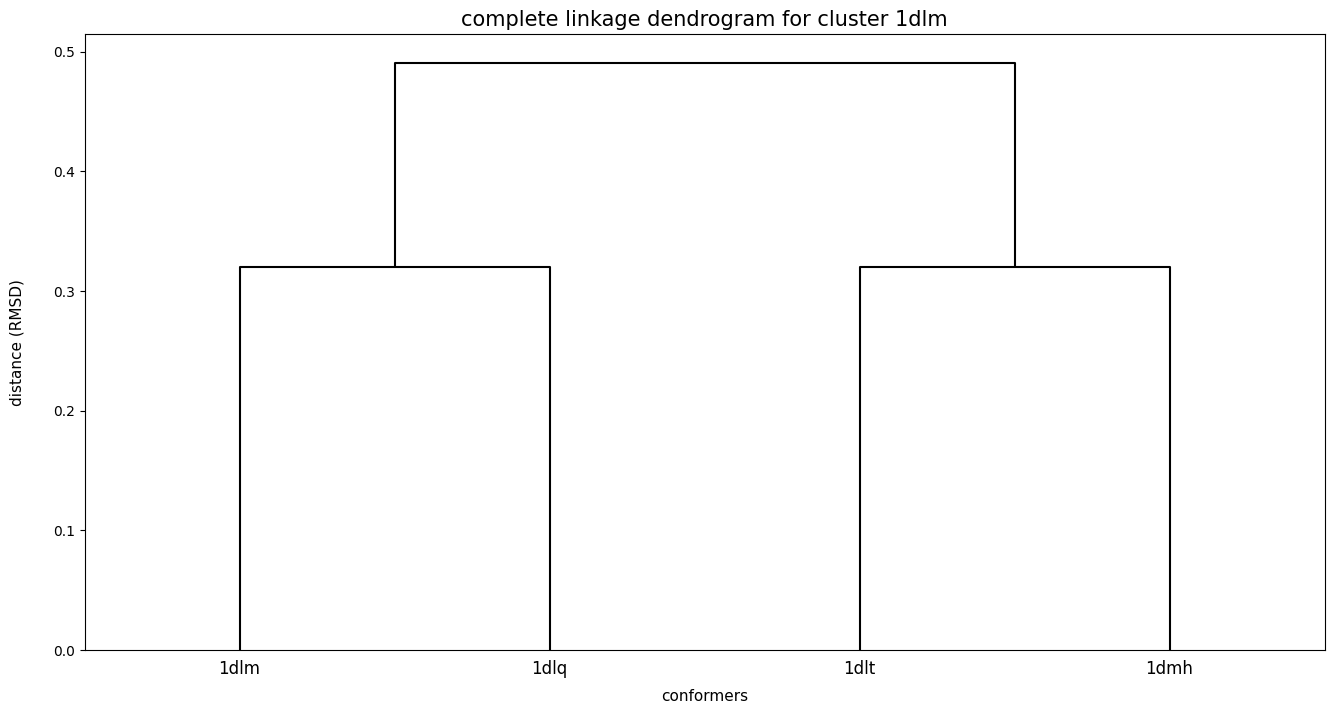 complete linkage dendrogram for cluster 1dlm
0.5
0.4
0.3
0.2
0.1
0.0
distance (RMSD)
1dlm 1dlq 1dlt 1dmh
conformers